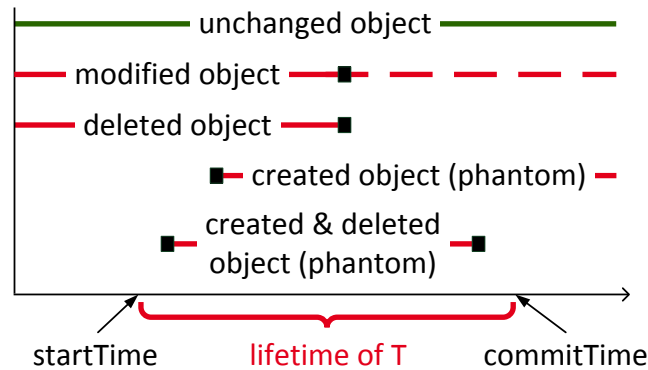 unchanged object
modified object
deleted object
created object (phantom)
created & deleted
object (phantom)
startTime
lifetime of T
commitTime